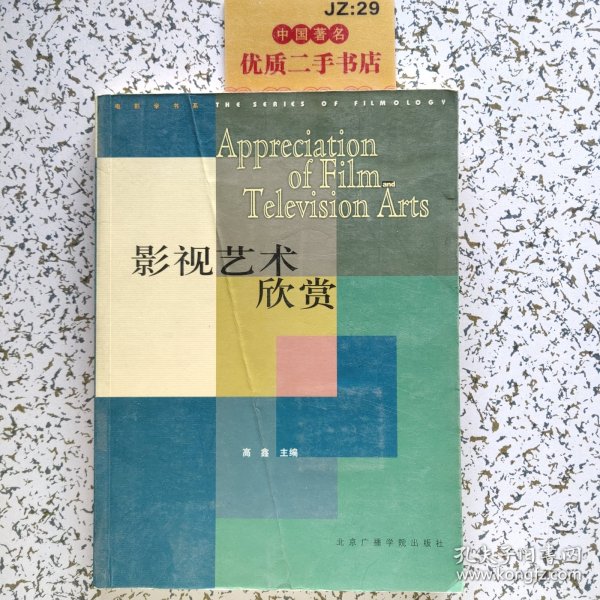 JZ:29
中国著名
优质二手书店
电影学书系 THE SERIES OF FILMOLOGY
Appreciation
of Film and
Television Arts
影视艺术
欣赏
高鑫 主编
北京广播学院出版社
孔夫子旧书网
www.kongfz.com